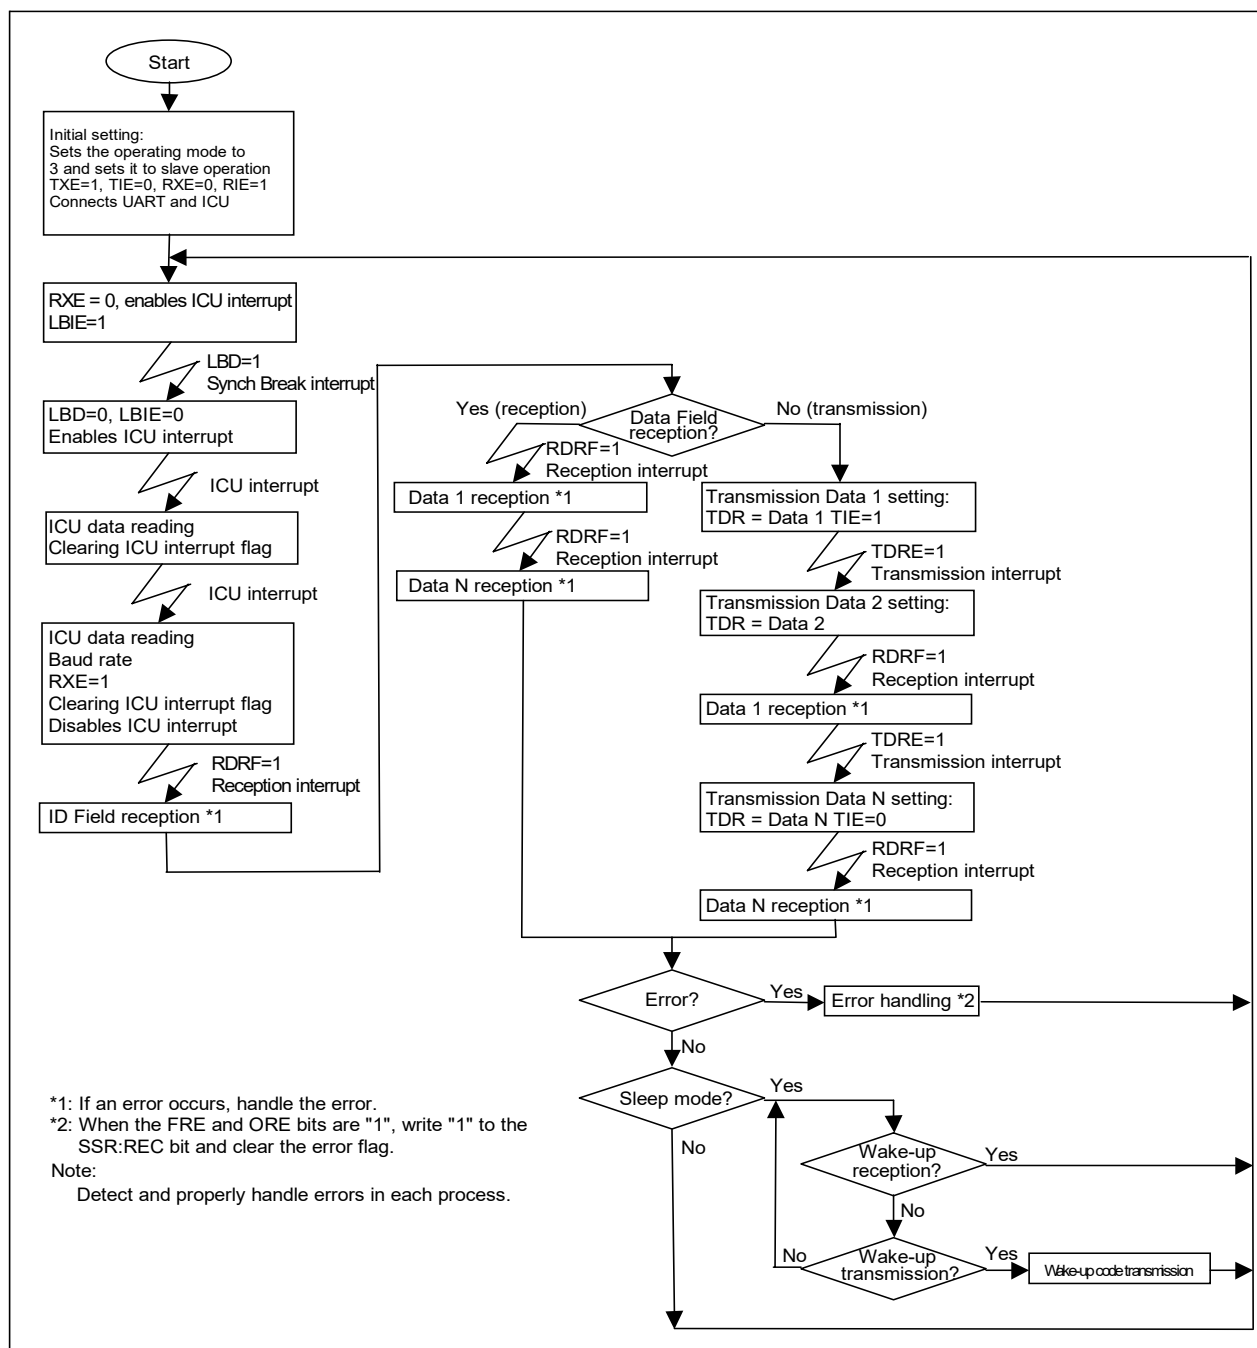 Start
Initial setting:
Sets the operating mode to
3 and sets it to slave operation
TXE=1, TIE=0, RXE=0, RIE=1
Connects UART and ICU
RXE = 0, enables ICU interrupt
LBIE=1
LBD=1
Synch Break interrupt
LBD=0, LBIE=0
Enables ICU interrupt
ICU interrupt
ICU data reading
Clearing ICU interrupt flag
ICU interrupt
ICU data reading
Baud rate
RXE=1
Clearing ICU interrupt flag
Disables ICU interrupt
RDRF=1
Reception interrupt
ID Field reception *1
Data Field
reception?
Yes (reception)
RDRF=1
Reception interrupt
Data 1 reception *1
RDRF=1
Reception interrupt
Data N reception *1
No (transmission)
Transmission Data 1 setting:
TDR = Data 1 TIE=1
TDRE=1
Transmission interrupt
Transmission Data 2 setting:
TDR = Data 2
RDRF=1
Reception interrupt
Data 1 reception *1
TDRE=1
Transmission interrupt
Transmission Data N setting:
TDR = Data N TIE=0
RDRF=1
Reception interrupt
Data N reception *1
Error?
Yes
Error handling *2
No
Sleep mode?
Yes
No
Wake-up
reception?
Yes
No
Wake-up
transmission?
No
Yes
Wake-up code transmission
*1: If an error occurs, handle the error.
*2: When the FRE and ORE bits are "1", write "1" to the
SSR:REC bit and clear the error flag.
Note:
Detect and properly handle errors in each process.